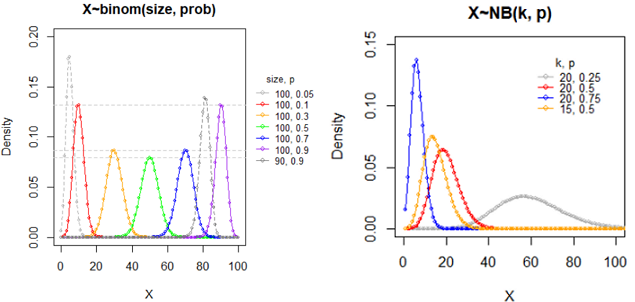 X~binom(size, prob)
Density
0.20
0.15
0.10
0.05
0.00
0 20 40 60 80 100
X
size, p
100, 0.05
100, 0.1
100, 0.3
100, 0.5
100, 0.7
100, 0.9
90, 0.9
X~NB(k, p)
Density
0.15
0.10
0.05
0.00
0 20 40 60 80 100
X
k, p
20, 0.25
20, 0.5
20, 0.75
15, 0.5